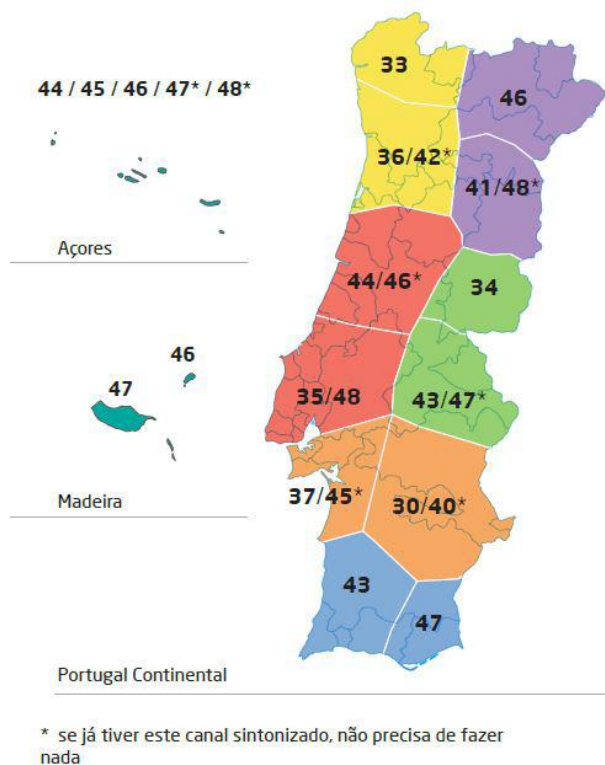 33
44 / 45 / 46 / 47* / 48*
46
36/42*
41/48*
Açores
44/46*
34
46
47
35/48
43/47*
Madeira
37/45*
30/40*
43
47
Portugal Continental
* se já tiver este canal sintonizado, não precisa de fazer
nada